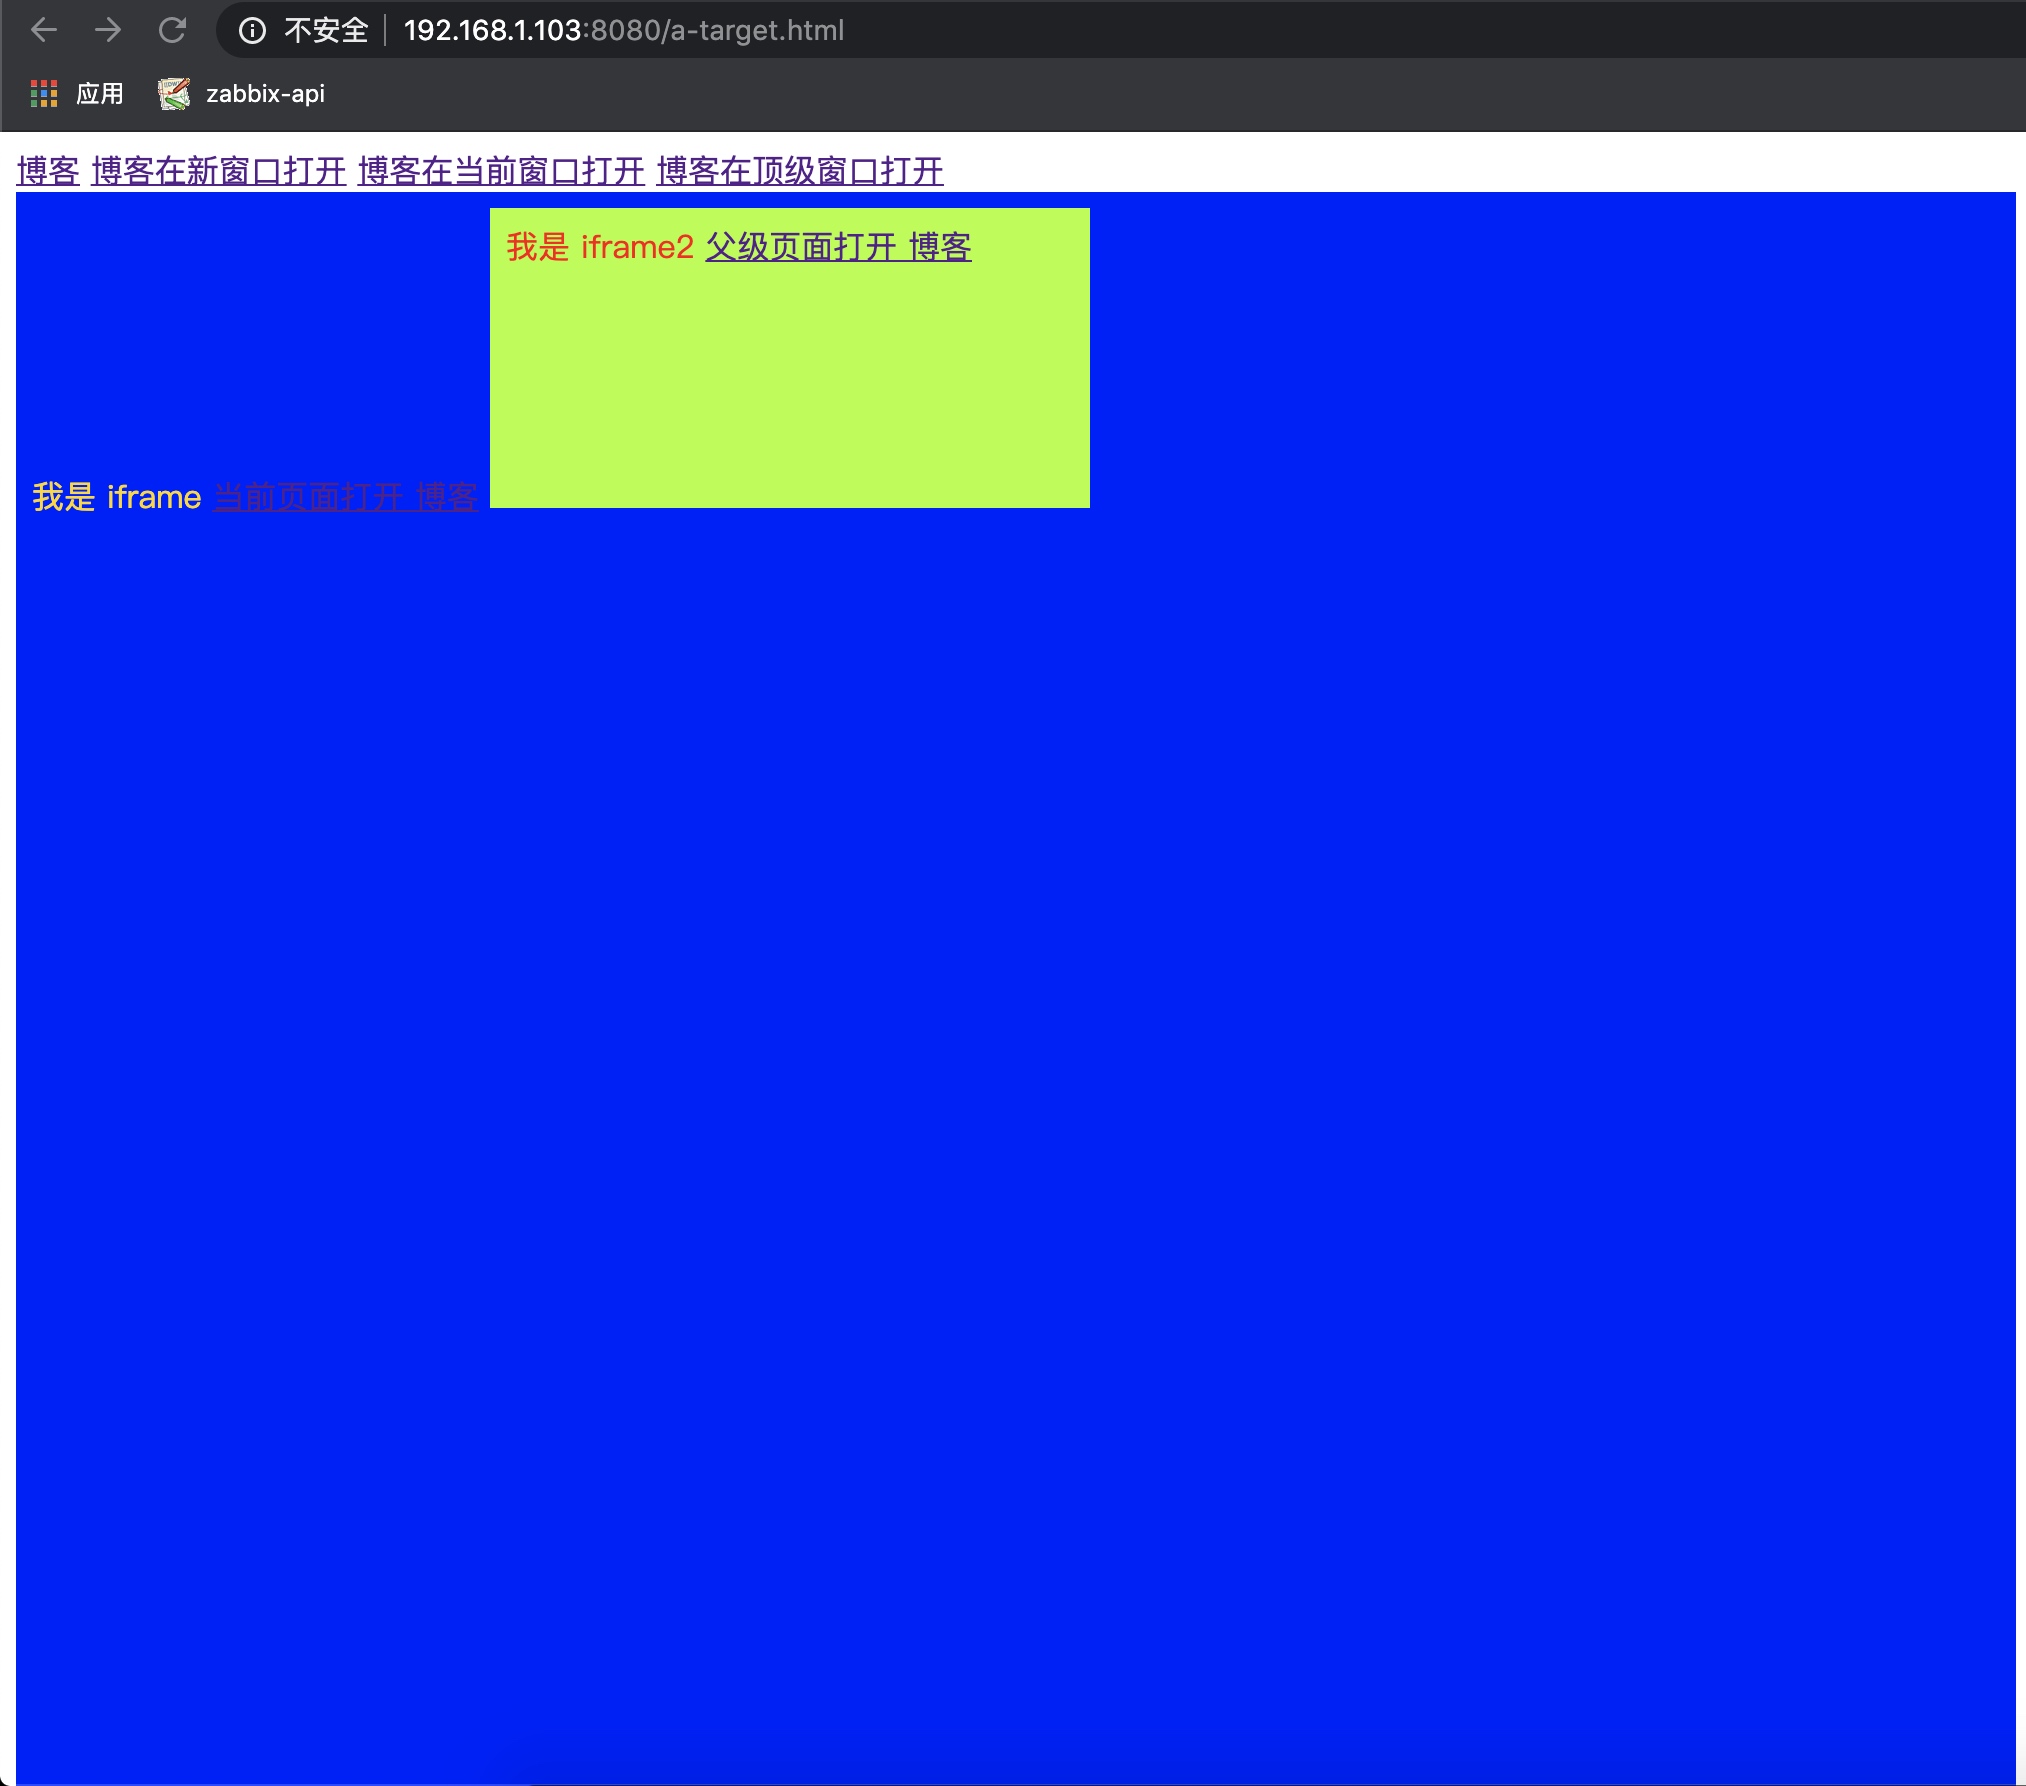 不安全 192.168.1.103:8080/a-target.html
应用 zabbix-api
博客 博客在新窗口打开 博客在当前窗口打开 博客在顶级窗口打开
我是 iframe2 父级页面打开 博客
我是 iframe 当前页面打开 博客